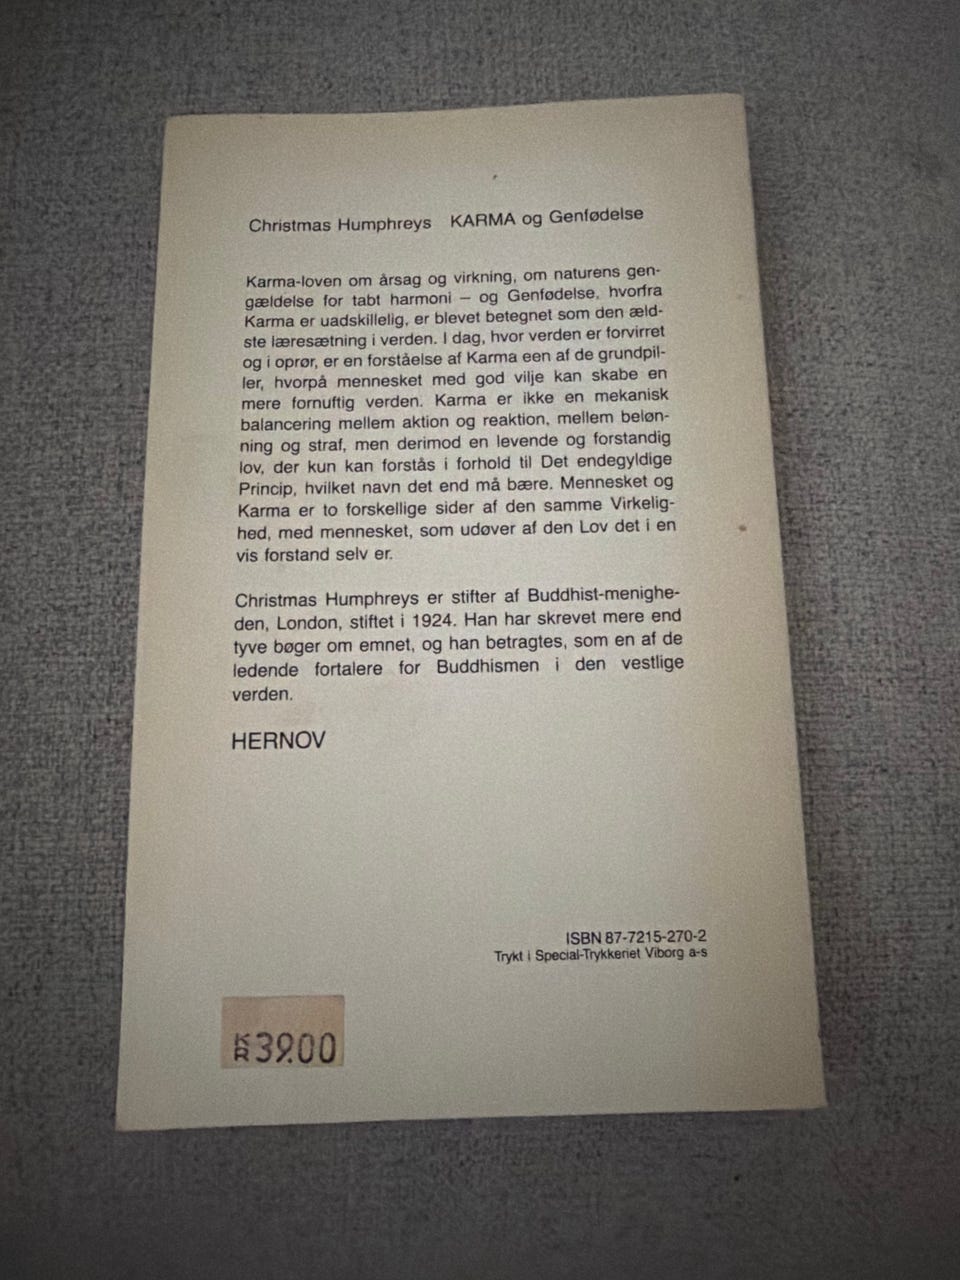 Christmas Humphreys KARMA og Genfødelse
Karma-loven om årsag og virkning, om naturens gen-
gældelse for tabt harmoni – og Genfødelse, hvorfra
Karma er uadskillelig, er blevet betegnet som den æld-
ste læresætning i verden. I dag, hvor verden er forvirret
og i oprør, er en forståelse af Karma een af de grundpil-
ler, hvorpå mennesket med god vilje kan skabe en
mere fornuftig verden. Karma er ikke en mekanisk
balancering mellem aktion og reaktion, mellem beløn-
ning og straf, men derimod en levende og forstandig
lov, der kun kan forstås i forhold til Det endegyldige
Princip, hvilket navn det end må bære. Mennesket og
Karma er to forskellige sider af den samme Virkelig-
hed, med mennesket, som udøver af den Lov det i en
vis forstand selv er.
Christmas Humphreys er stifter af Buddhist-menighe-
den, London, stiftet i 1924. Han har skrevet mere end
tyve bøger om emnet, og han betragtes, som en af de
ledende fortalere for Buddhismen i den vestlige
verden.
HERNOV
ISBN 87-7215-270-2
Trykt i Special-Trykkeriet Viborg a-s
KR 39.00